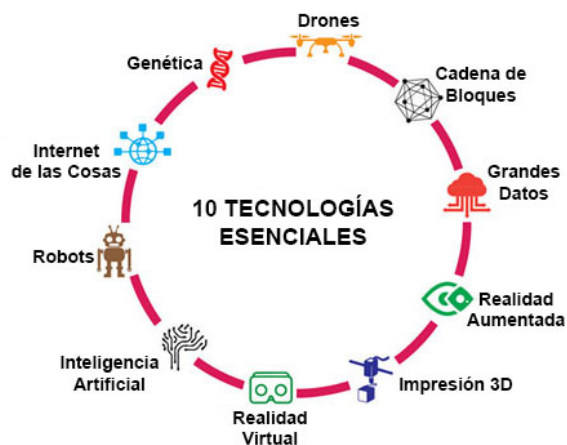 10 TECNOLOGÍAS
ESENCIALES
Drones
Cadena de
Bloques
Grandes
Datos
Realidad
Aumentada
Impresión 3D
Realidad
Virtual
Inteligencia
Artificial
Robots
Internet
de las Cosas
Genética